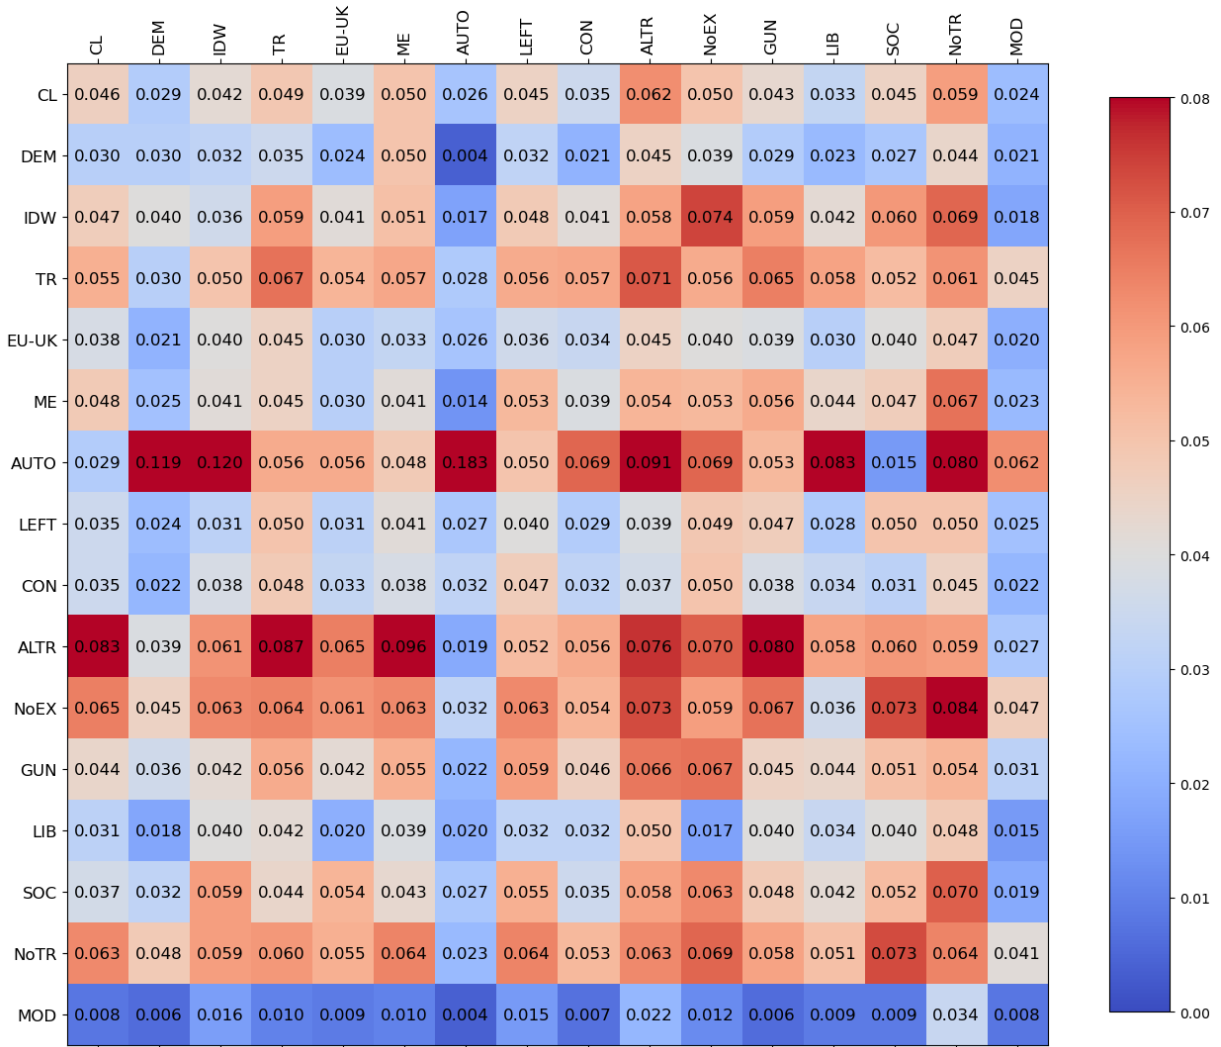 CL DEM IDW TR EU-UK ME AUTO LEFT CON ALTR NoEX GUN LIB SOC NoTR MOD
CL 0.046 0.029 0.042 0.049 0.039 0.050 0.026 0.045 0.035 0.062 0.050 0.043 0.033 0.045 0.059 0.024
DEM 0.030 0.030 0.032 0.035 0.024 0.050 0.004 0.032 0.021 0.045 0.039 0.029 0.023 0.027 0.044 0.021
IDW 0.047 0.040 0.036 0.059 0.041 0.051 0.017 0.048 0.041 0.058 0.074 0.059 0.042 0.060 0.069 0.018
TR 0.055 0.030 0.050 0.067 0.054 0.057 0.028 0.056 0.057 0.071 0.056 0.065 0.058 0.052 0.061 0.045
EU-UK 0.038 0.021 0.040 0.045 0.030 0.033 0.026 0.036 0.034 0.045 0.040 0.039 0.030 0.040 0.047 0.020
ME 0.048 0.025 0.041 0.045 0.030 0.041 0.014 0.053 0.039 0.054 0.053 0.056 0.044 0.047 0.067 0.023
AUTO 0.029 0.119 0.120 0.056 0.056 0.048 0.183 0.050 0.069 0.091 0.069 0.053 0.083 0.015 0.080 0.062
LEFT 0.035 0.024 0.031 0.050 0.031 0.041 0.027 0.040 0.029 0.039 0.049 0.047 0.028 0.050 0.050 0.025
CON 0.035 0.022 0.038 0.048 0.033 0.038 0.032 0.047 0.032 0.037 0.050 0.038 0.034 0.031 0.045 0.022
ALTR 0.083 0.039 0.061 0.087 0.065 0.096 0.019 0.052 0.056 0.076 0.070 0.080 0.058 0.060 0.059 0.027
NoEX 0.065 0.045 0.063 0.064 0.061 0.063 0.032 0.063 0.054 0.073 0.059 0.067 0.036 0.073 0.084 0.047
GUN 0.044 0.036 0.042 0.056 0.042 0.055 0.022 0.059 0.046 0.066 0.067 0.045 0.044 0.051 0.054 0.031
LIB 0.031 0.018 0.040 0.042 0.020 0.039 0.020 0.032 0.032 0.050 0.017 0.040 0.034 0.040 0.048 0.015
SOC 0.037 0.032 0.059 0.044 0.054 0.043 0.027 0.055 0.035 0.058 0.063 0.048 0.042 0.052 0.070 0.019
NoTR 0.063 0.048 0.059 0.060 0.055 0.064 0.023 0.064 0.053 0.063 0.069 0.058 0.051 0.073 0.064 0.041
MOD 0.008 0.006 0.016 0.010 0.009 0.010 0.004 0.015 0.007 0.022 0.012 0.006 0.009 0.009 0.034 0.008
0.08
0.07
0.06
0.05
0.04
0.03
0.02
0.01
0.00